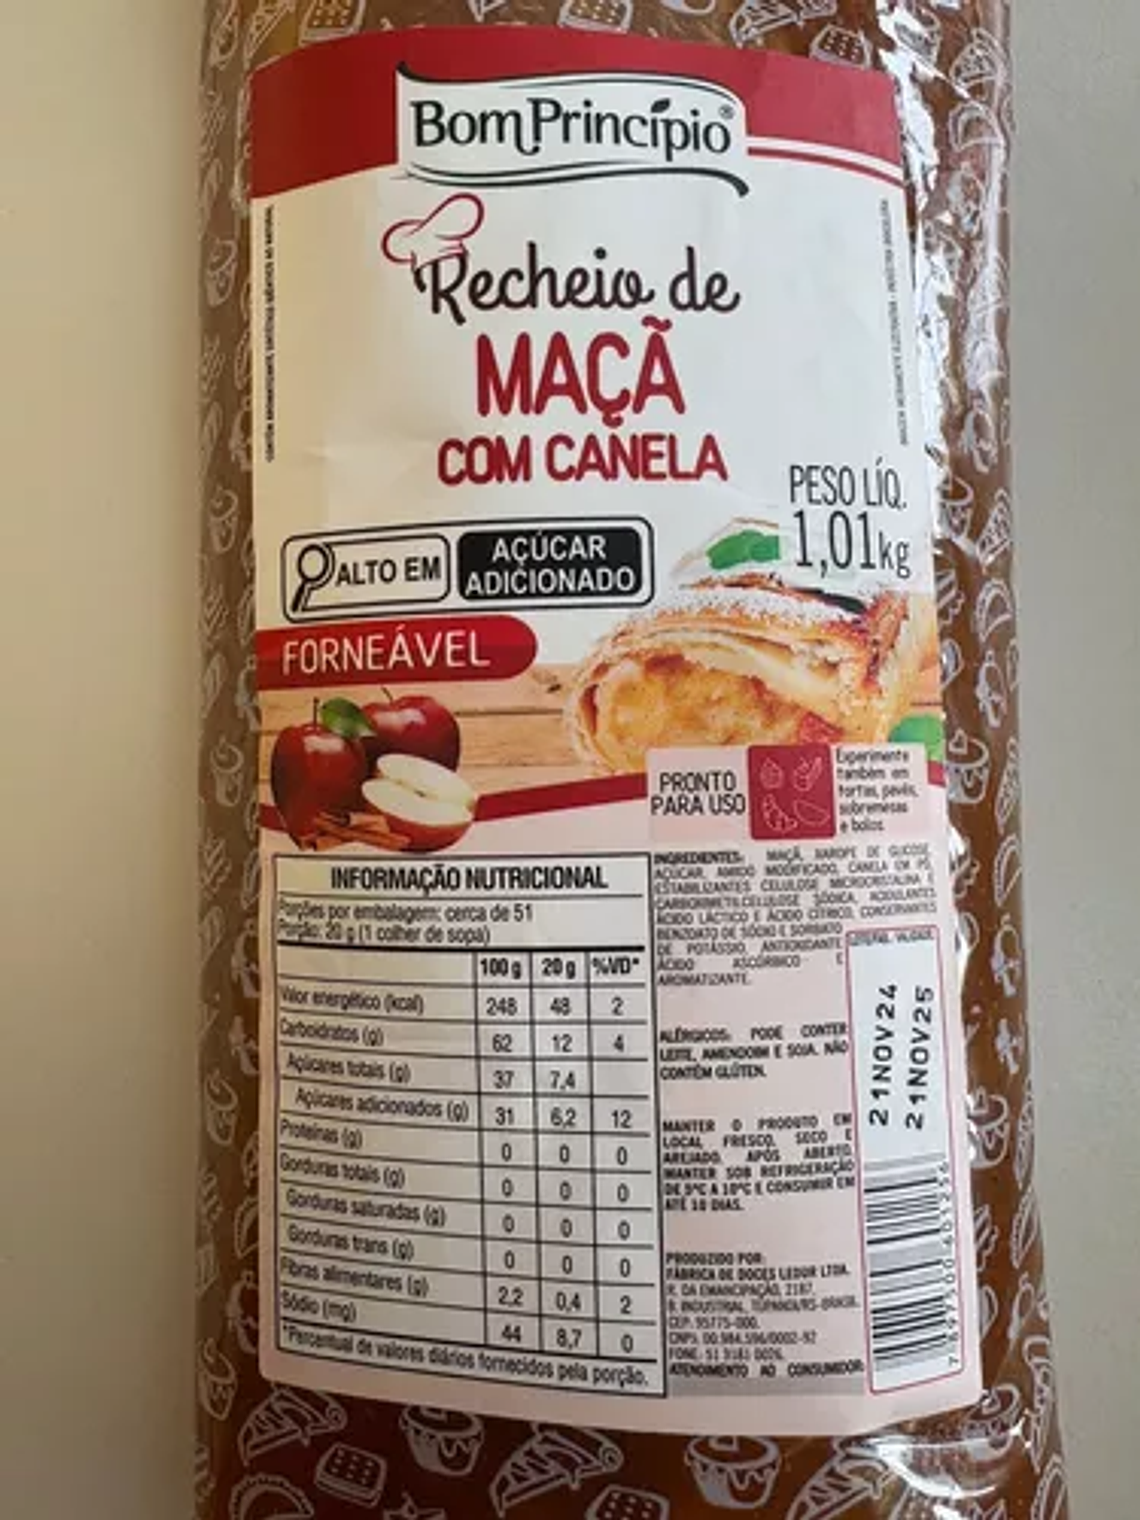 BomPrincípio®
Recheio de
MAÇÃ
COM CANELA
PESO LÍQ.
1,01kg
ALTO EM
AÇÚCAR
ADICIONADO
FORNEÁVEL
PRONTO
PARA USO
Experimente
também em
tortas, pavês,
sobremesas
e bolos
INFORMAÇÃO NUTRICIONAL
Porções por embalagem: cerca de 51
Porção: 20 g (1 colher de sopa)
100 g 20 g %VD*
Valor energético (kcal) 248 48 2
Carboidratos (g) 62 12 4
Açúcares totais (g) 37 7,4
Açúcares adicionados (g) 31 6,2 12
Proteínas (g) 0 0 0
Gorduras totais (g) 0 0 0
Gorduras saturadas (g) 0 0 0
Gorduras trans (g) 0 0 0
Fibras alimentares (g) 2,2 0,4 2
Sódio (mg) 44 8,7 0
*Percentual de valores diários fornecidos pela porção.
INGREDIENTES: MAÇÃ, XAROPE DE GLICOSE,
AÇÚCAR, AMIDO MODIFICADO, CANELA EM PÓ,
ESTABILIZANTES CELULOSE MICROCRISTALINA E
CARBOXIMETILCELULOSE SÓDICA, ACIDULANTES
ÁCIDO LÁCTICO E ÁCIDO CÍTRICO, CONSERVANTES
BENZOATO DE SÓDIO E SORBATO
DE POTÁSSIO, ANTIOXIDANTE
ÁCIDO ASCÓRBICO E
AROMATIZANTE.
ALÉRGICOS: PODE CONTER
LEITE, AMENDOIM E SOJA. NÃO
CONTÉM GLÚTEN.
MANTER O PRODUTO EM
LOCAL FRESCO, SECO E
AREJADO. APÓS ABERTO,
MANTER SOB REFRIGERAÇÃO
DE 5°C A 10°C E CONSUMIR EM
ATÉ 10 DIAS.
PRODUZIDO POR:
FÁBRICA DE DOCES LEDUR LTDA.
R. DA EMANCIPAÇÃO, 2187,
B. INDUSTRIAL, TUPANDI/RS-BRASIL
CEP: 95775-000.
CNPJ: 00.984.596/0002-92
FONE: 51 3181 0026.
ATENDIMENTO AO CONSUMIDOR:
21NOV24
21NOV25